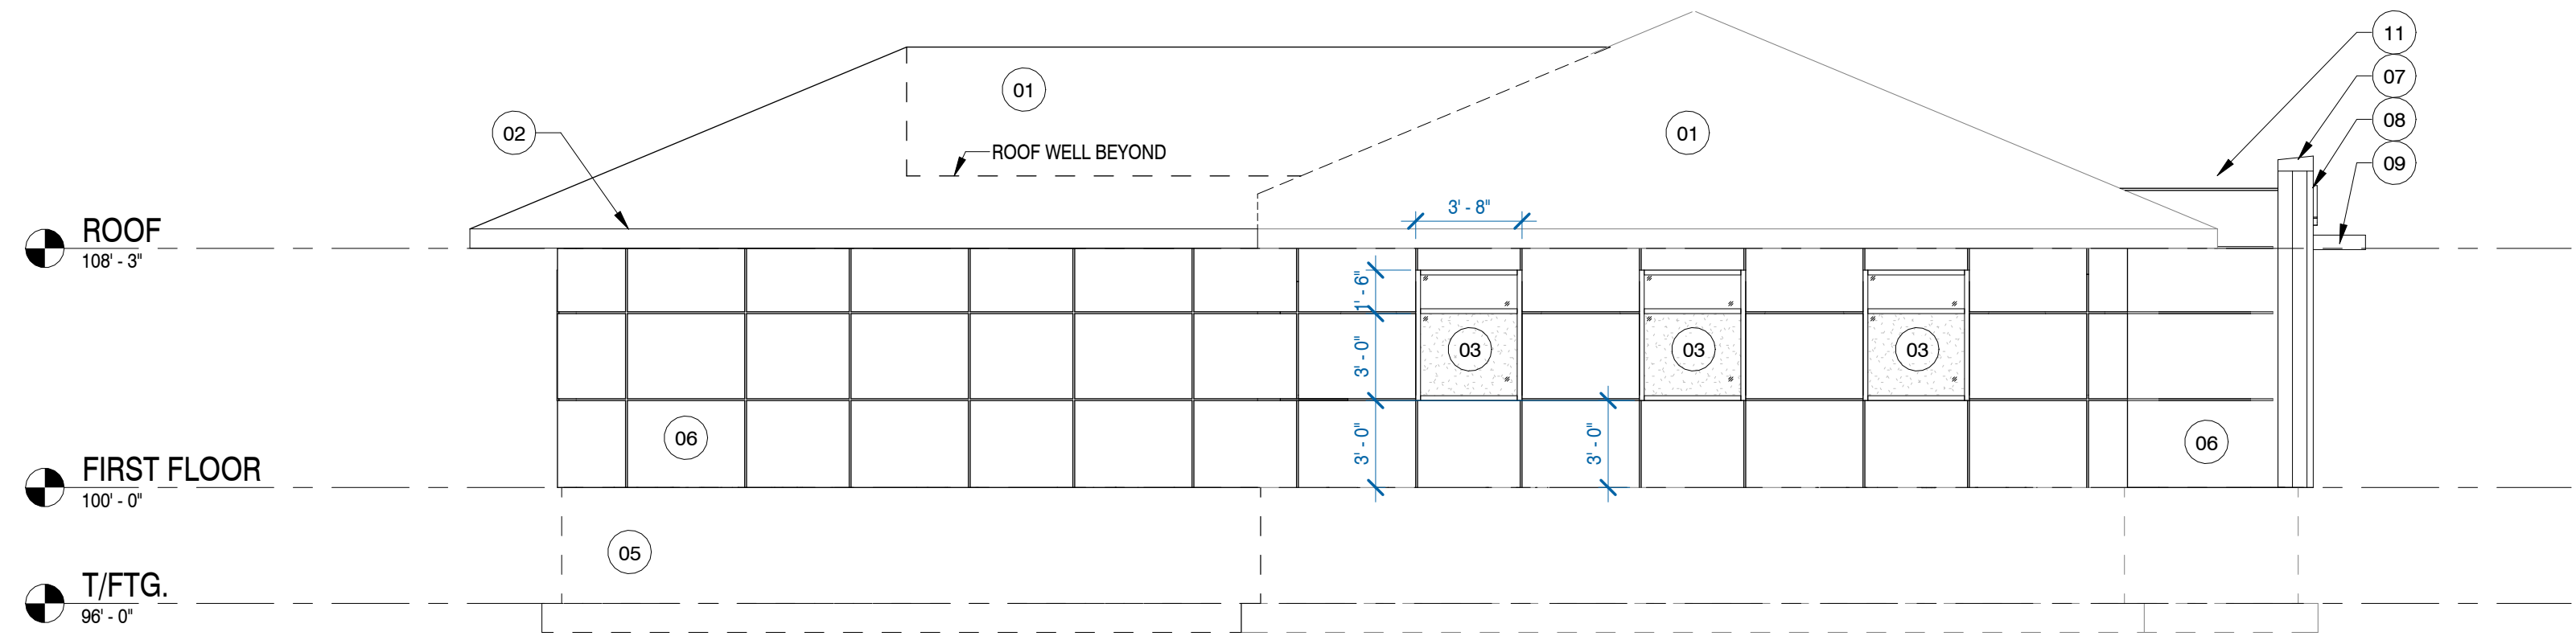 11
01
07
02
08
01
ROOF WELL BEYOND
09
3' - 8"
ROOF
108' - 3"
1' - 6"
03
03
03
3' - 0"
06
06
3' - 0"
3' - 0"
FIRST FLOOR
100' - 0"
05
T/FTG.
96' - 0"